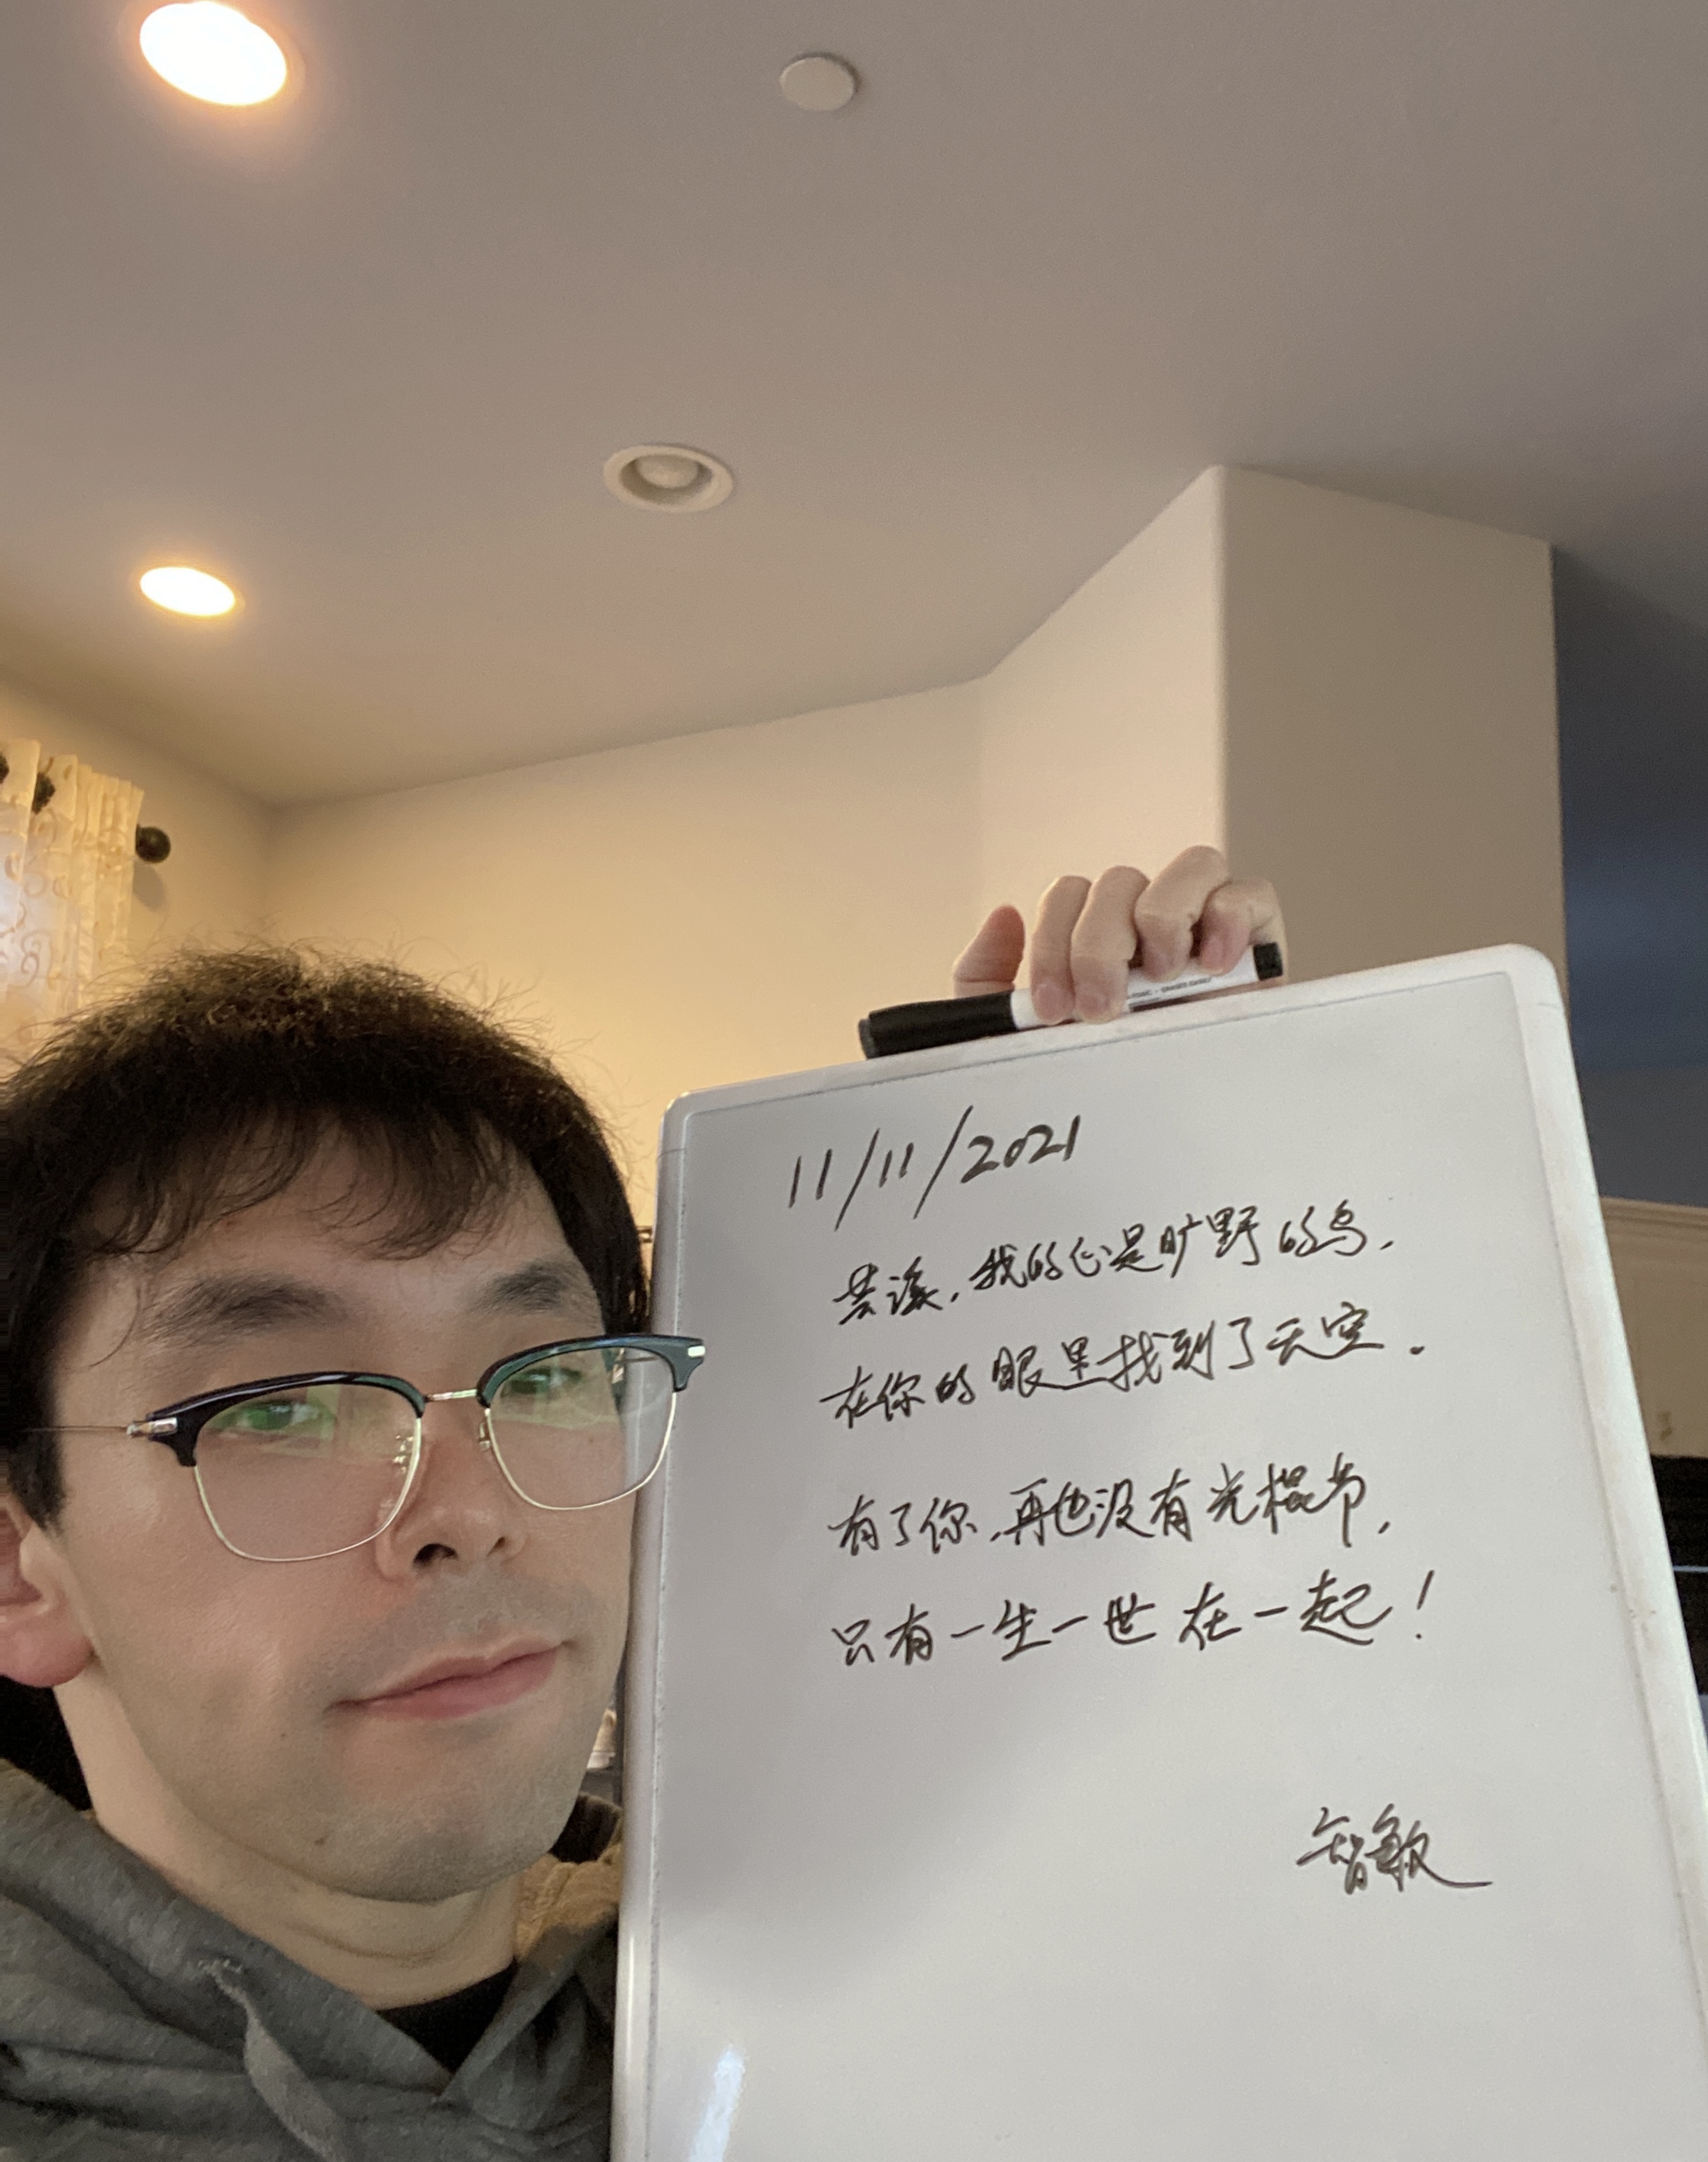 11/11/2021
芸溪，我的心是旷野的鸟，
在你的眼里找到了天空。
有了你，再也没有光棍节，
只有一生一世在一起！
智敏